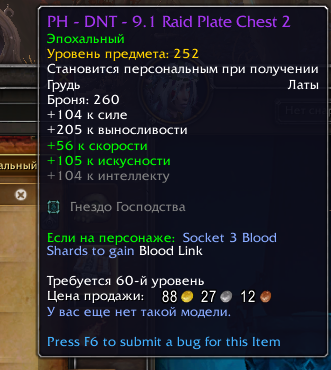 PH - DNT - 9.1 Raid Plate Chest 2
Эпохальный
Уровень предмета: 252
Становится персональным при получении
Грудь Латы
Броня: 260
+104 к силе
+205 к выносливости
+56 к скорости
+105 к искусности
+104 к интеллекту
Гнездо Господства
Если на персонаже: Socket 3 Blood
Shards to gain Blood Link
Требуется 60-й уровень
Цена продажи: 88 27 12
У вас еще нет такой модели.
Press F6 to submit a bug for this Item